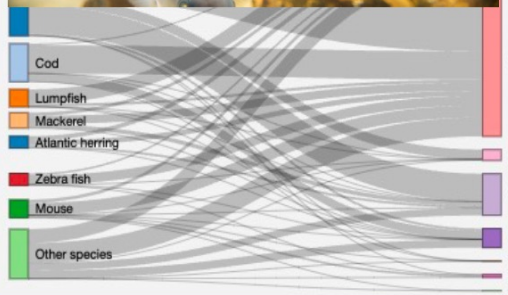 Cod
Lumpfish
Mackerel
Atlantic herring
Zebra fish
Mouse
Other species